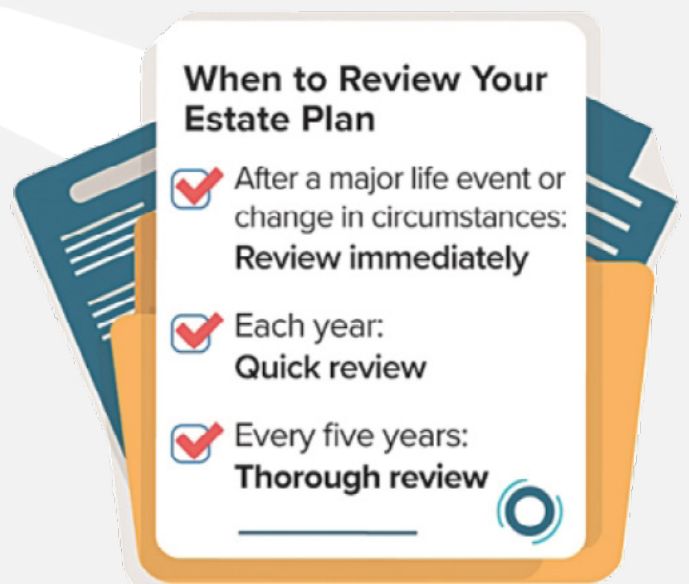 When to Review Your
Estate Plan
After a major life event or
change in circumstances:
Review immediately
Each year:
Quick review
Every five years:
Thorough review